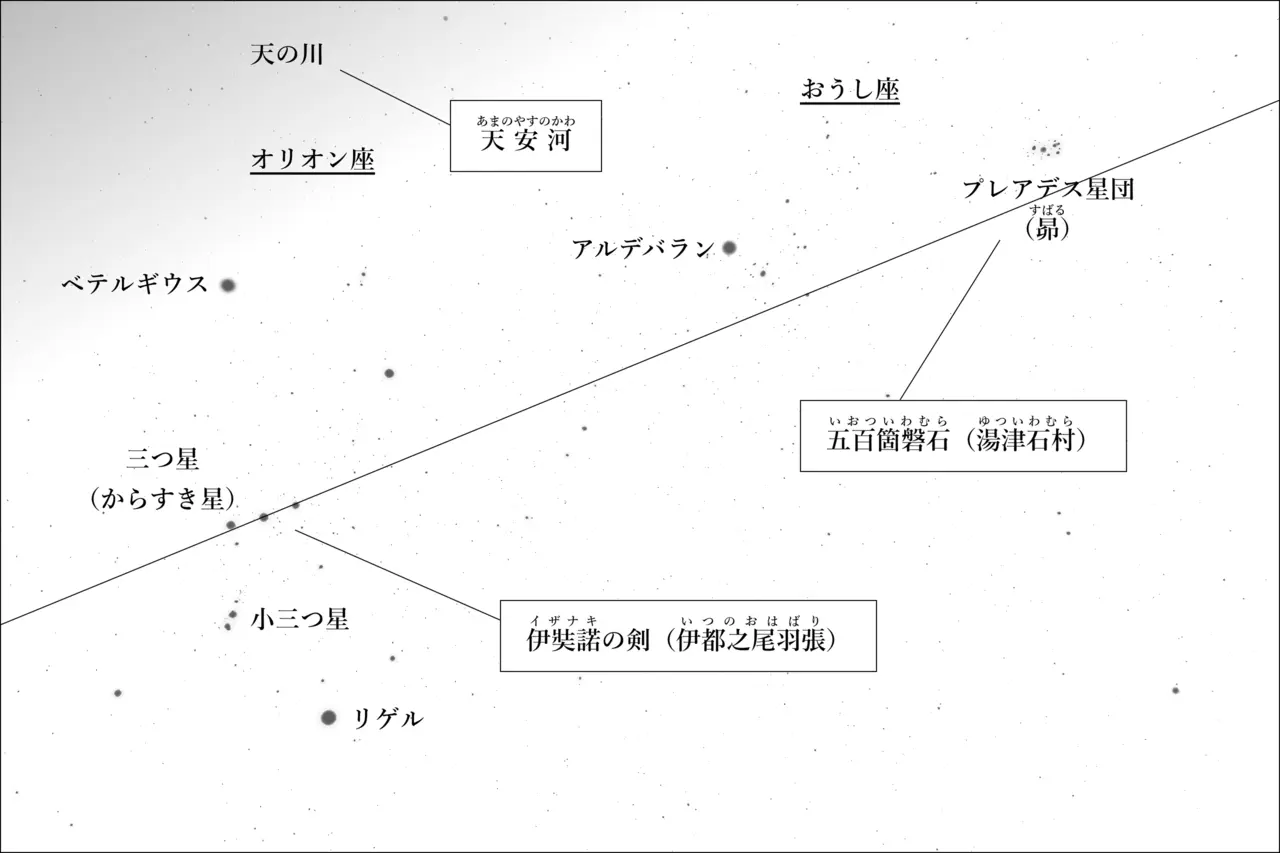 天の川
あまのやすのかわ
天安河
おうし座
オリオン座
プレアデス星団
すばる
（昴）
アルデバラン
ベテルギウス
いおついわむら ゆついわむら
五百箇磐石（湯津石村）
三つ星
（からすき星）
小三つ星
イザナキ いつのおはばり
伊奘諾の剣（伊都之尾羽張）
リゲル